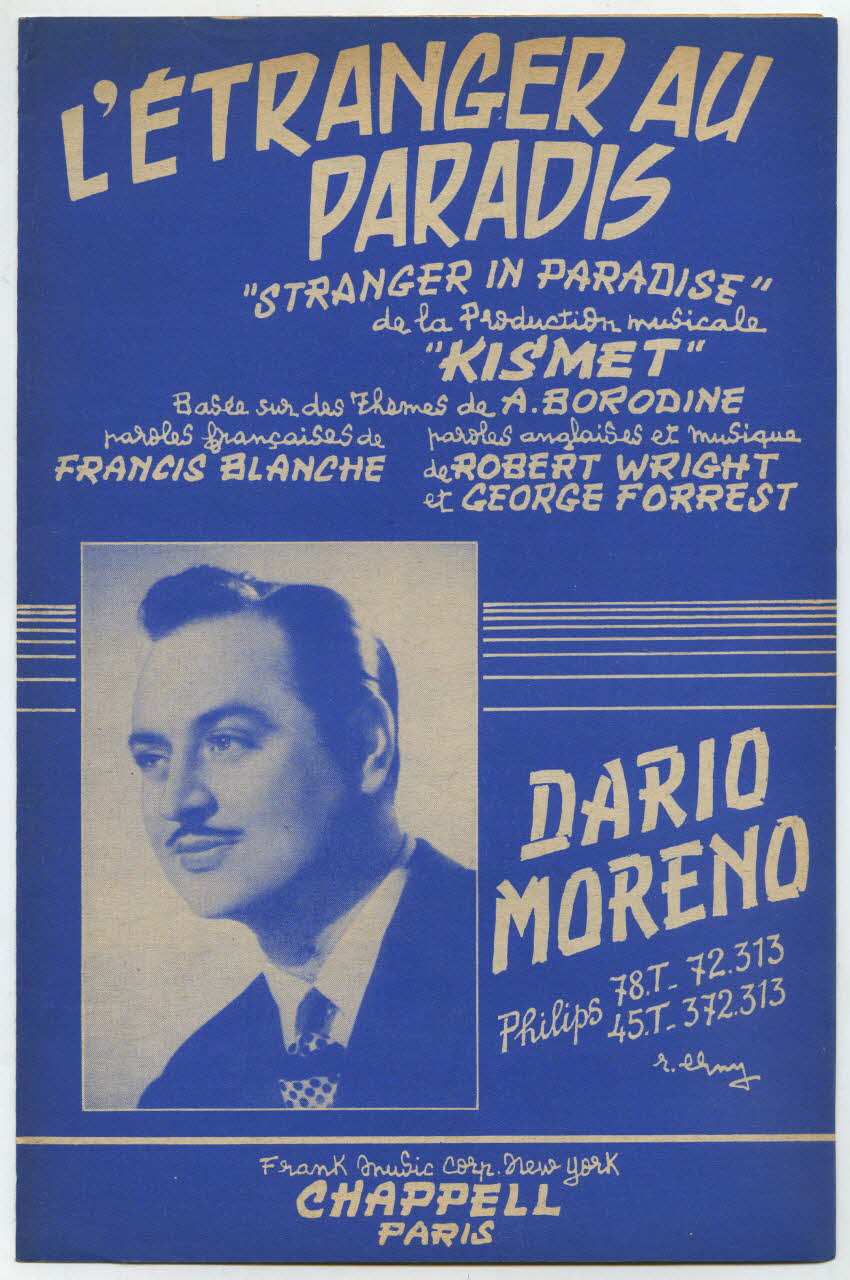 L'ÉTRANGER AU
PARADIS
"STRANGER IN PARADISE"
de la Production musicale
"KISMET"
Basée sur des thèmes de A. BORODINE
paroles françaises de
FRANCIS BLANCHE
paroles anglaises et musique
de ROBERT WRIGHT
et GEORGE FORREST
DARIO
MORENO
Philips 78.T_ 72.313
45.T_ 372.313
Frank Music Corp. New York
CHAPPELL
PARIS